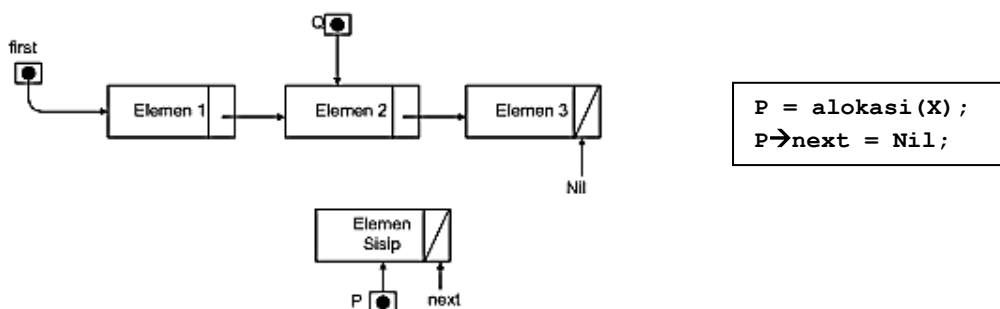 Q
first
Elemen 1
Elemen 2
Elemen 3
P = alokasi(X);
P→next = Nil;
Nil
Elemen
Sisip
P
next